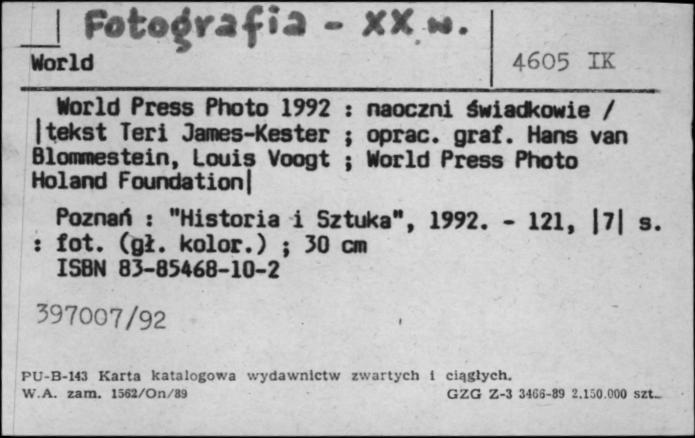 Fotografia - XX w.
World
4605 IK
World Press Photo 1992 : naoczni świadkowie /
|tekst Teri James-Kester ; oprac. graf. Hans van
Blommestein, Louis Voogt ; World Press Photo
Holand Foundation|
Poznań : "Historia i Sztuka", 1992. - 121, |7| s.
: fot. (gł. kolor.) ; 30 cm
ISBN 83-85468-10-2
397007/92
PU-B-143 Karta katalogowa wydawnictw zwartych i ciągłych.
W.A. zam. 1562/On/89 GZG Z-3 3466-89 2.150.000 szt.